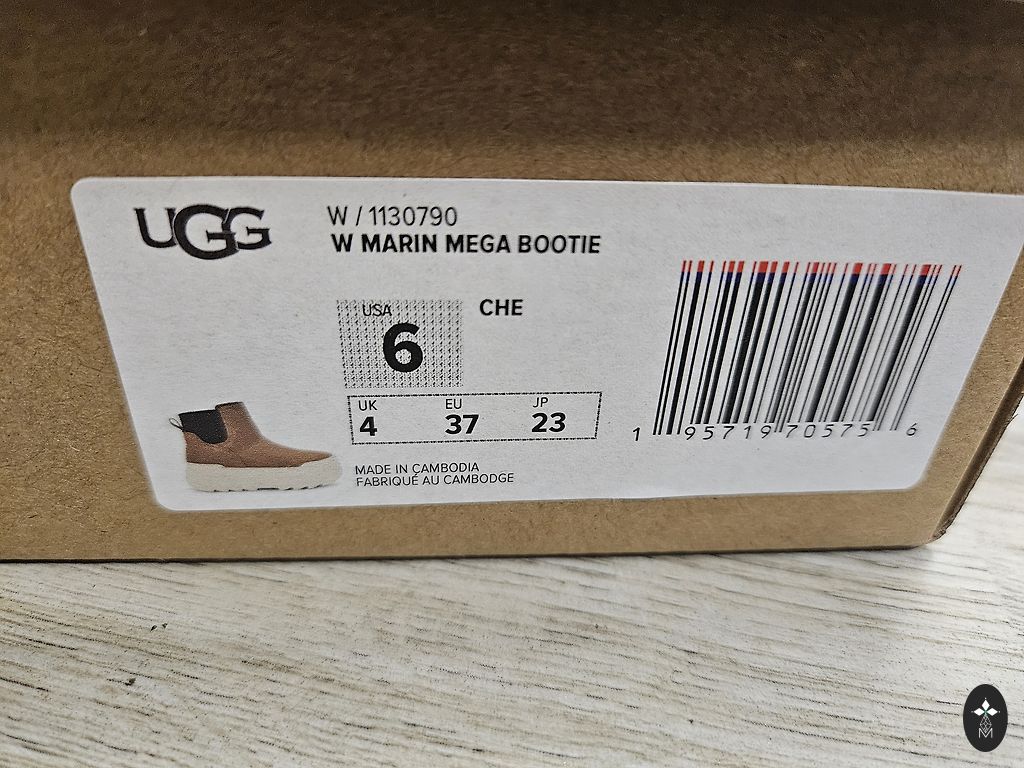 UGG
W / 1130790
W MARIN MEGA BOOTIE
USA
6
CHE
UK EU JP
4 37 23
MADE IN CAMBODIA
FABRIQUÉ AU CAMBODGE
1 95719 70575 6
M